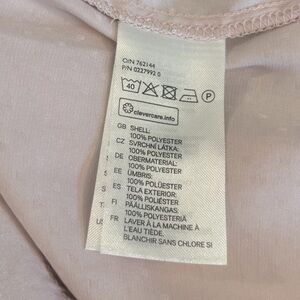 O/N 762144
P/N 0227992 0
40
P
clevercare.info
GB SHELL:
100% POLYESTER
CZ SVRCHNÍ LÁTKA:
100% POLYESTER
DE OBERMATERIAL:
100% POLYESTER
EE ÜMBRIS:
100% POLÜESTER
ES TELA EXTERIOR:
100% POLIÉSTER
FI PÄÄLLISKANGAS:
100% POLYESTERIÄ
FR LAVER À LA MACHINE À
L'EAU TIÈDE.
BLANCHIR SANS CHLORE SI